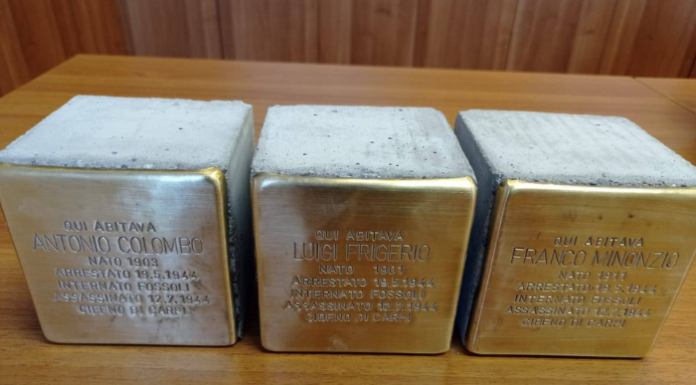 QUI ABITAVA
ANTONIO COLOMBO
NATO 1903
ARRESTATO 19.5.1944
INTERNATO FOSSOLI
ASSASSINATO 12.7.1944
CIBENO DI CARPI
QUI ABITAVA
LUIGI FRIGERIO
NATO
ARRESTATO 19.5.1944
INTERNATO FOSSOLI
ASSASSINATO 12.7.1944
CIBENO DI CARPI
QUI ABITAVA
FRANCO MINONZIO
NATO 1911
ARRESTATO 19.5.1944
INTERNATO FOSSOLI
ASSASSINATO 12.7.1944
CIBENO DI CARPI